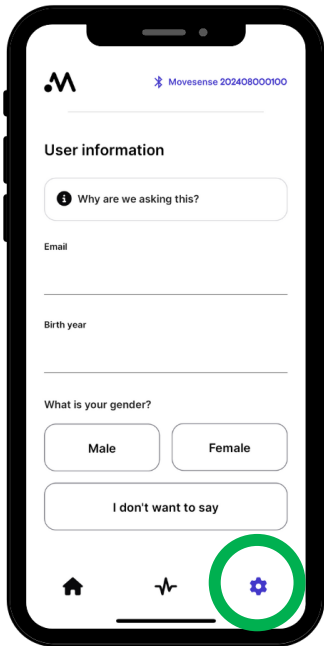 Movesense 202408000100
User information
Why are we asking this?
Email
Birth year
What is your gender?
Male
Female
I don't want to say